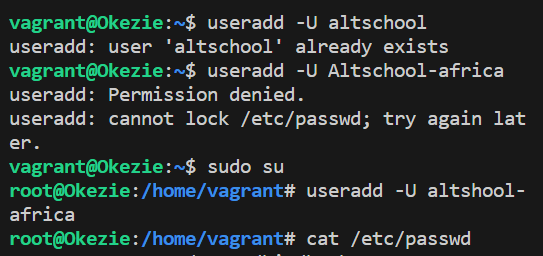 vagrant@Okezie:~$ useradd -U altschool
useradd: user 'altschool' already exists
vagrant@Okezie:~$ useradd -U Altschool-africa
useradd: Permission denied.
useradd: cannot lock /etc/passwd; try again lat
er.
vagrant@Okezie:~$ sudo su
root@Okezie:/home/vagrant# useradd -U altshool-
africa
root@Okezie:/home/vagrant# cat /etc/passwd